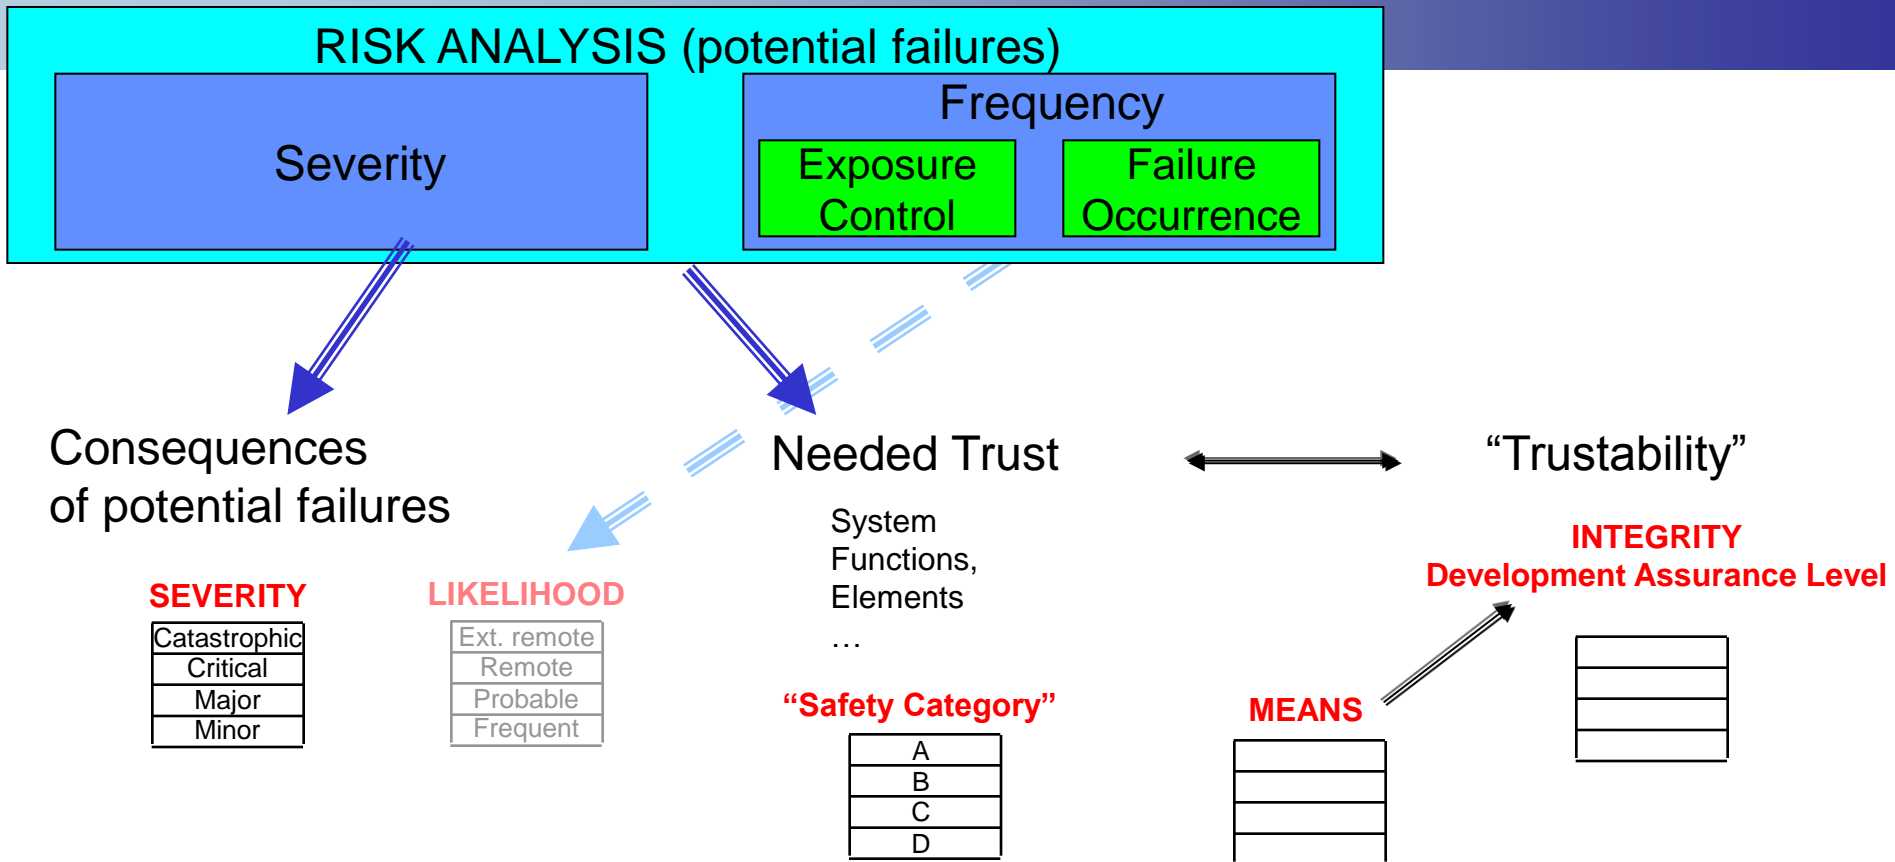 RISK ANALYSIS (potential failures)
Severity
Frequency
Exposure
Control
Failure
Occurrence
Consequences
of potential failures
Needed Trust
“Trustability”
System
Functions,
Elements
…
INTEGRITY
Development Assurance Level
SEVERITY
Catastrophic
Critical
Major
Minor
LIKELIHOOD
Ext. remote
Remote
Probable
Frequent
“Safety Category”
A
B
C
D
MEANS